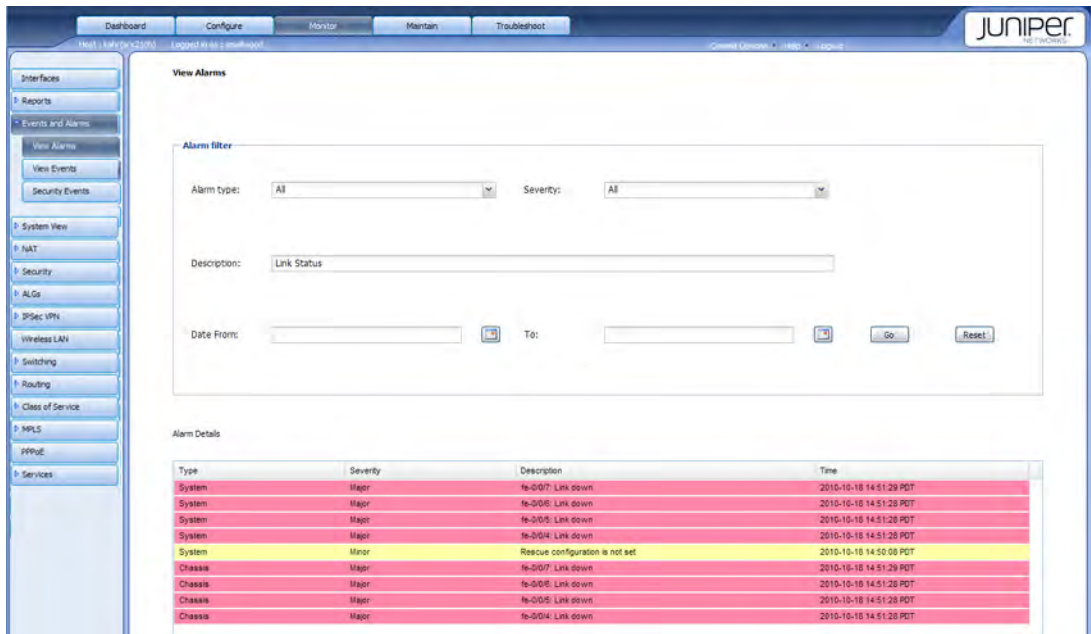 Dashboard Configure Monitor Maintain Troubleshoot
JUNIPER
NETWORKS
Logged in as : smallwood Commit Options Help Logout
Interfaces
Reports
Events and Alarms
View Alarms
View Events
Security Events
System View
NAT
Security
ALGs
IPSec VPN
Wireless LAN
Switching
Routing
Class of Service
MPLS
PPPoE
Services
View Alarms
Alarm filter
Alarm type: All Severity: All
Description: Link Status
Date From: To: Go Reset
Alarm Details
Type Severity Description Time
System Major fe-0/0/7: Link down 2010-10-18 14:51:29 PDT
System Major fe-0/0/6: Link down 2010-10-18 14:51:28 PDT
System Major fe-0/0/5: Link down 2010-10-18 14:51:28 PDT
System Major fe-0/0/4: Link down 2010-10-18 14:51:28 PDT
System Minor Rescue configuration is not set 2010-10-18 14:50:08 PDT
Chassis Major fe-0/0/7: Link down 2010-10-18 14:51:29 PDT
Chassis Major fe-0/0/6: Link down 2010-10-18 14:51:28 PDT
Chassis Major fe-0/0/5: Link down 2010-10-18 14:51:28 PDT
Chassis Major fe-0/0/4: Link down 2010-10-18 14:51:28 PDT